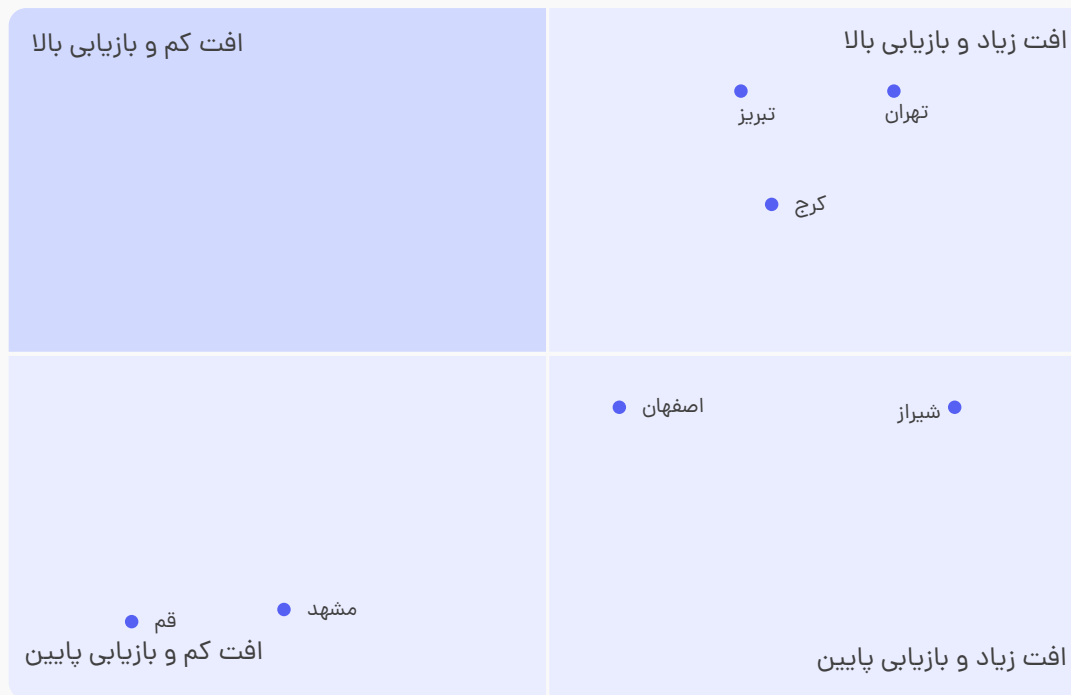 افت زیاد و بازیابی بالا
افت کم و بازیابی بالا
تهران
تبریز
کرج
شیراز
اصفهان
مشهد
قم
افت زیاد و بازیابی پایین
افت کم و بازیابی پایین